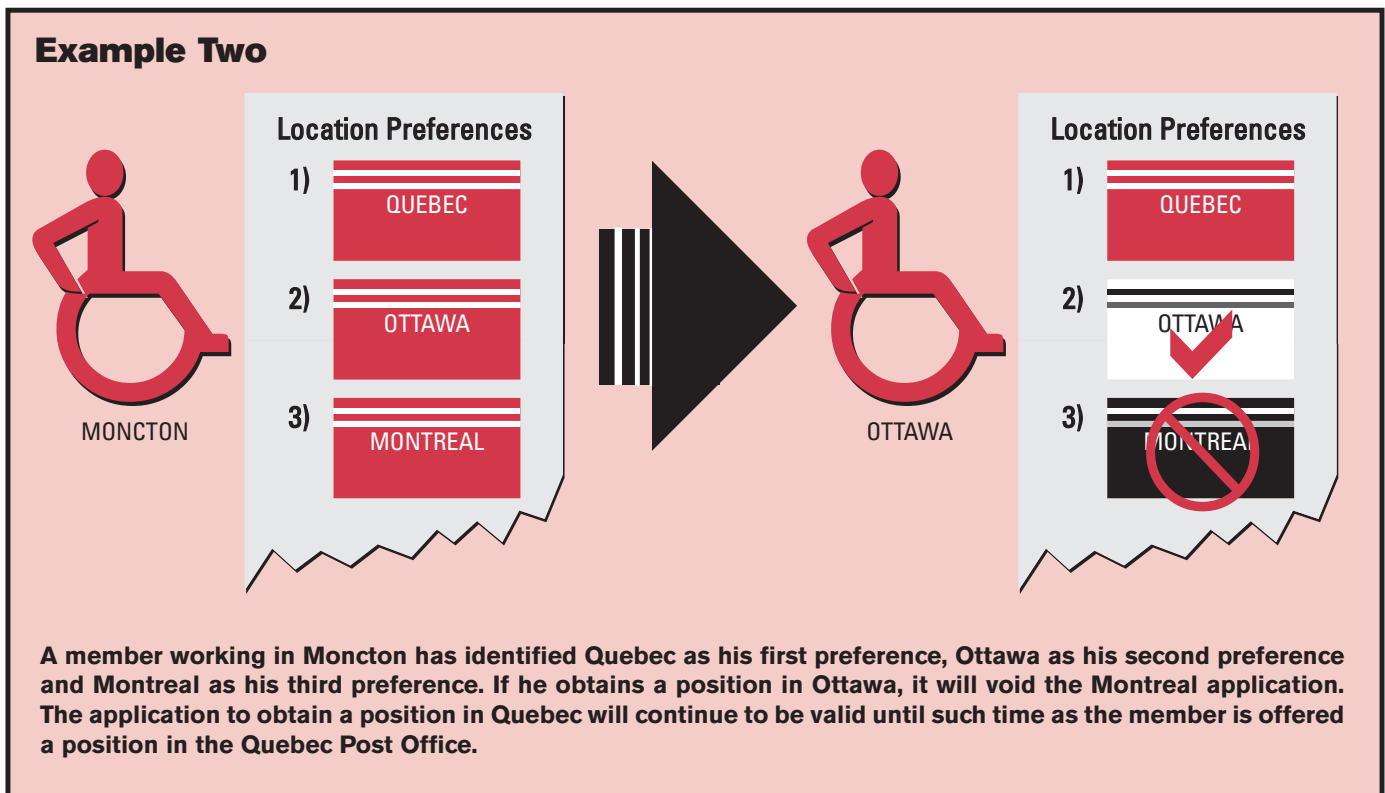 Example Two
Location Preferences
1)
QUEBEC
2)
OTTAWA
3)
MONTREAL
MONCTON
Location Preferences
1)
QUEBEC
2)
OTTAWA
3)
MONTREAL
OTTAWA
A member working in Moncton has identified Quebec as his first preference, Ottawa as his second preference
and Montreal as his third preference. If he obtains a position in Ottawa, it will void the Montreal application.
The application to obtain a position in Quebec will continue to be valid until such time as the member is offered
a position in the Quebec Post Office.